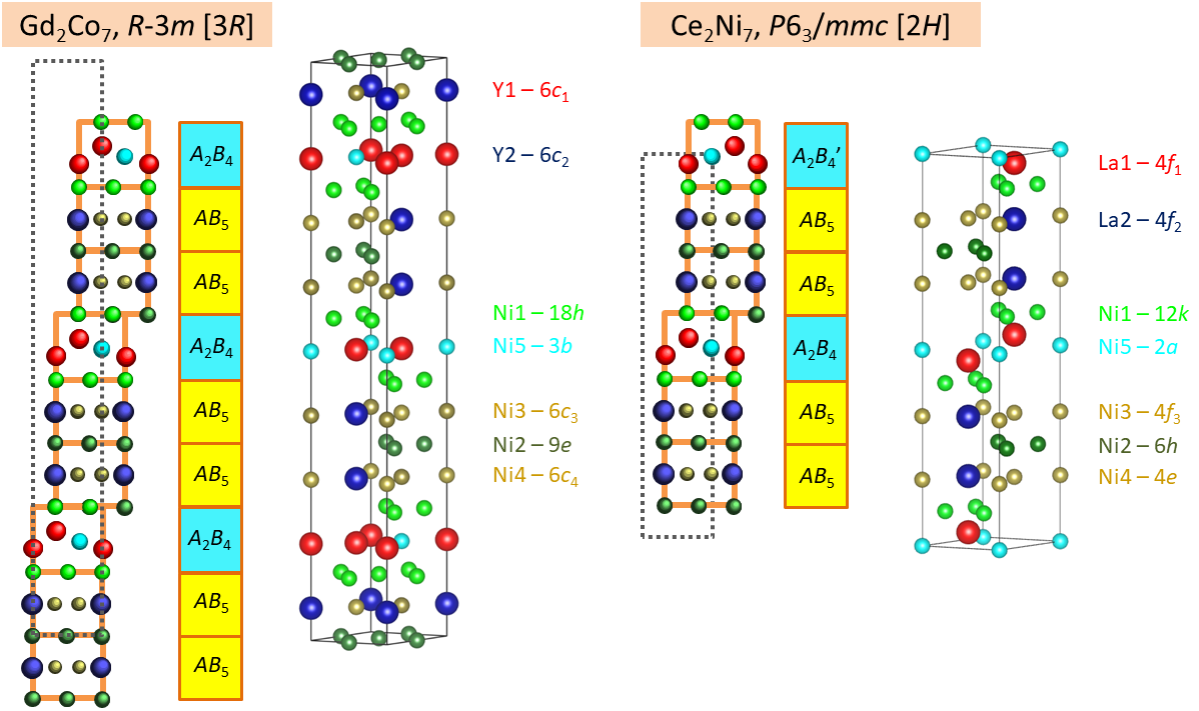 Gd₂Co₇, R-3m [3R]
A₂B₄
AB₅
AB₅
A₂B₄
AB₅
AB₅
A₂B₄
AB₅
AB₅
Y1 – 6c₁
Y2 – 6c₂
Ni1 – 18h
Ni5 – 3b
Ni3 – 6c₃
Ni2 – 9e
Ni4 – 6c₄
Ce₂Ni₇, P6₃/mmc [2H]
A₂B₄’
AB₅
AB₅
A₂B₄
AB₅
AB₅
La1 – 4f₁
La2 – 4f₂
Ni1 – 12k
Ni5 – 2a
Ni3 – 4f₃
Ni2 – 6h
Ni4 – 4e